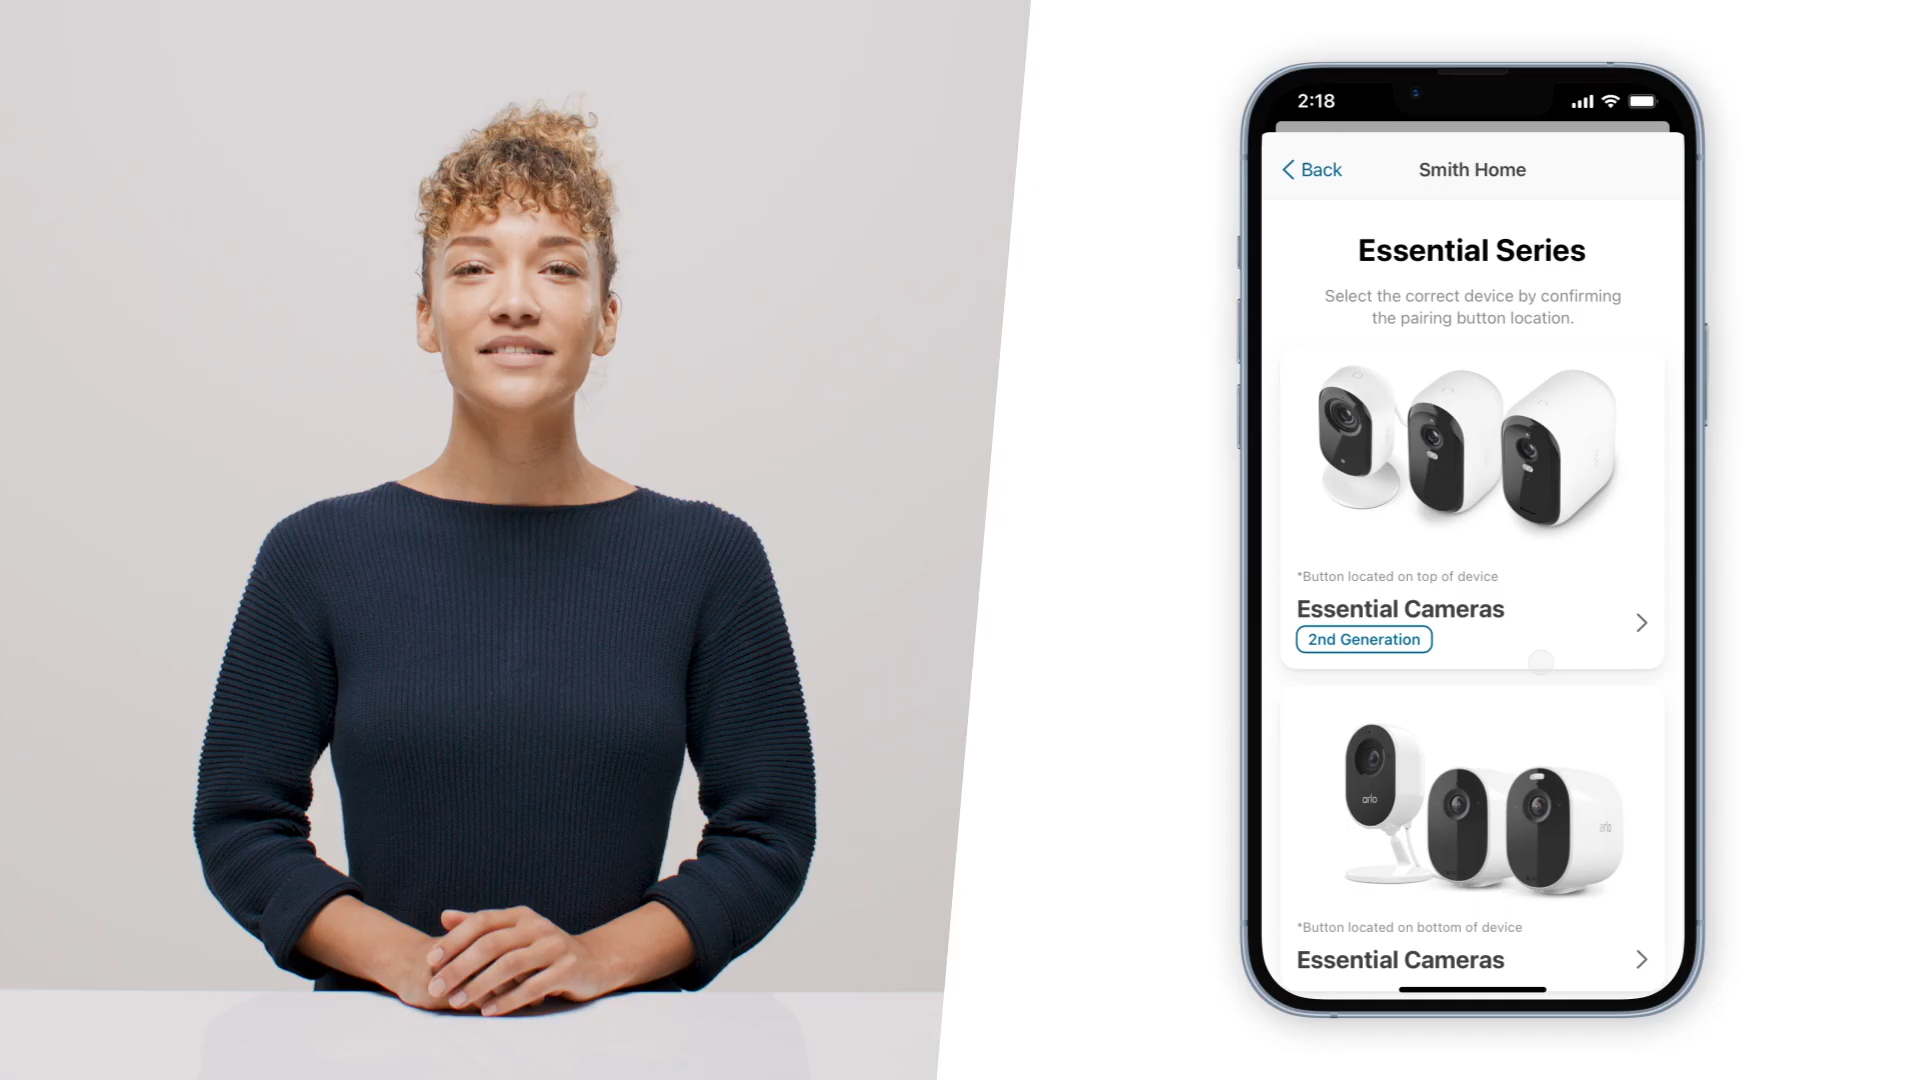 2:18
Back
Smith Home
Essential Series
Select the correct device by confirming
the pairing button location.
*Button located on top of device
Essential Cameras
2nd Generation
arlo
arlo
*Button located on bottom of device
Essential Cameras